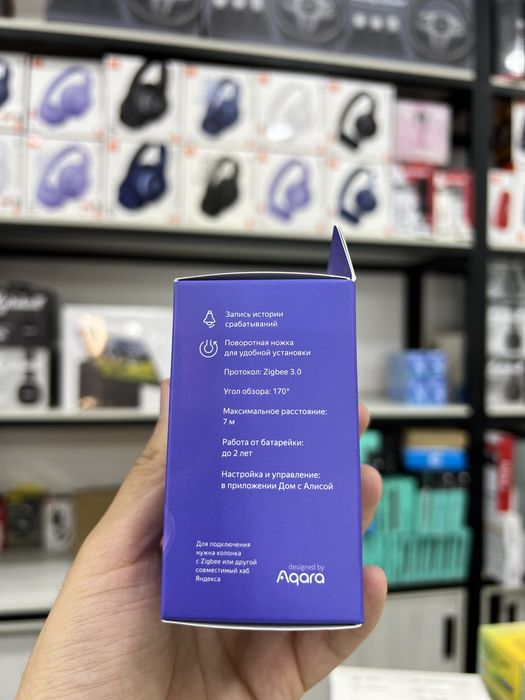 Запись истории
срабатываний
Поворотная ножка
для удобной установки
Протокол: Zigbee 3.0
Угол обзора: 170°
Максимальное расстояние:
7 м
Работа от батарейки:
до 2 лет
Настройка и управление:
в приложении Дом с Алисой
Для подключения
нужна колонка
с Zigbee или другой
совместимый хаб
Яндекса
designed by
Aqara